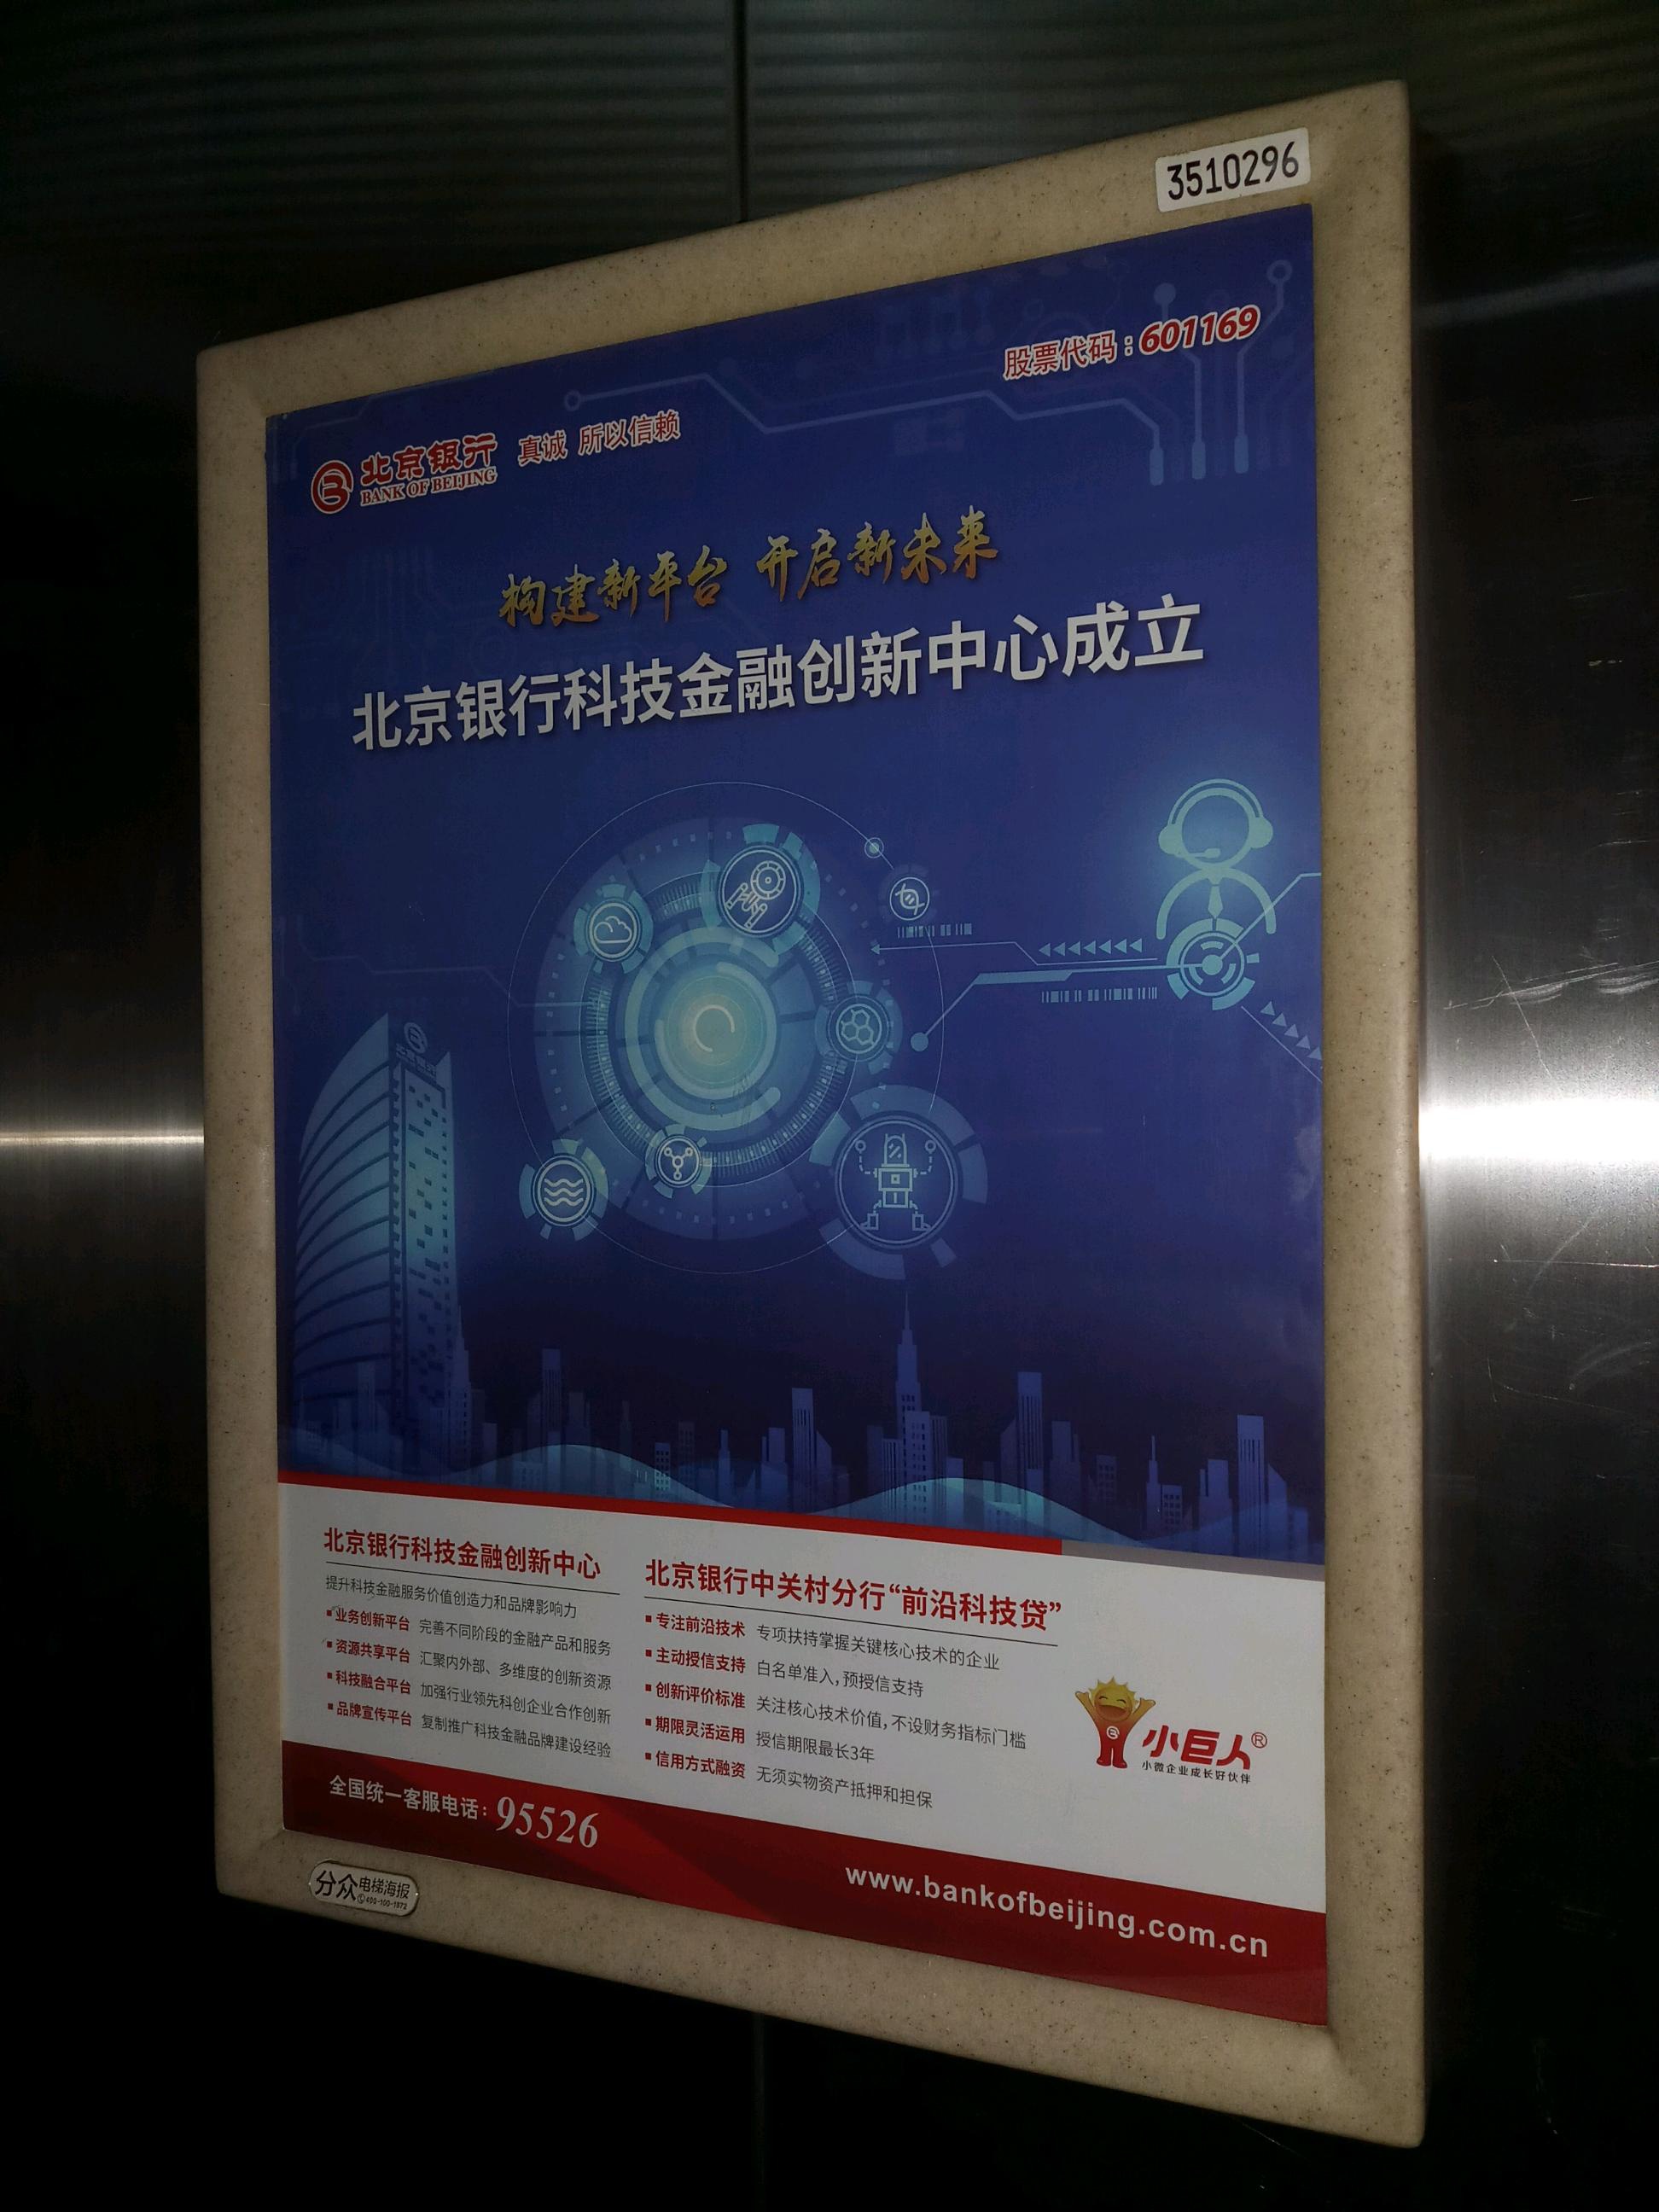 3510296
股票代码：601169
北京银行 真诚 所以信赖
BANK OF BEIJING
构建新平台 开启新未来
北京银行科技金融创新中心成立
北京银行科技金融创新中心
提升科技金融服务价值创造力和品牌影响力
▪业务创新平台 完善不同阶段的金融产品和服务
▪资源共享平台 汇聚内外部、多维度的创新资源
▪科技融合平台 加强行业领先科创企业合作创新
▪品牌宣传平台 复制推广科技金融品牌建设经验
北京银行中关村分行“前沿科技贷”
▪专注前沿技术 专项扶持掌握关键核心技术的企业
▪主动授信支持 白名单准入，预授信支持
▪创新评价标准 关注核心技术价值，不设财务指标门槛
▪期限灵活运用 授信期限最长3年
▪信用方式融资 无须实物资产抵押和担保
小巨人®
小微企业成长好伙伴
全国统一客服电话：95526
www.bankofbeijing.com.cn
分众 电梯海报
400-100-1972